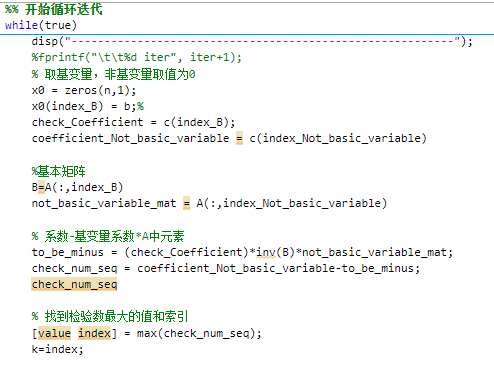 %% 开始循环迭代
while(true)
disp("--------------------------------------------------------");
%fprintf("\t\t%d iter", iter+1);
% 取基变量，非基变量取值为0
x0 = zeros(n,1);
x0(index_B) = b;%
check_Coefficient = c(index_B);
coefficient_Not_basic_variable = c(index_Not_basic_variable)
%基本矩阵
B=A(:,index_B)
not_basic_variable_mat = A(:,index_Not_basic_variable)
% 系数-基变量系数*A中元素
to_be_minus = (check_Coefficient)*inv(B)*not_basic_variable_mat;
check_num_seq = coefficient_Not_basic_variable-to_be_minus;
check_num_seq
% 找到检验数最大的值和索引
[value index] = max(check_num_seq);
k=index;